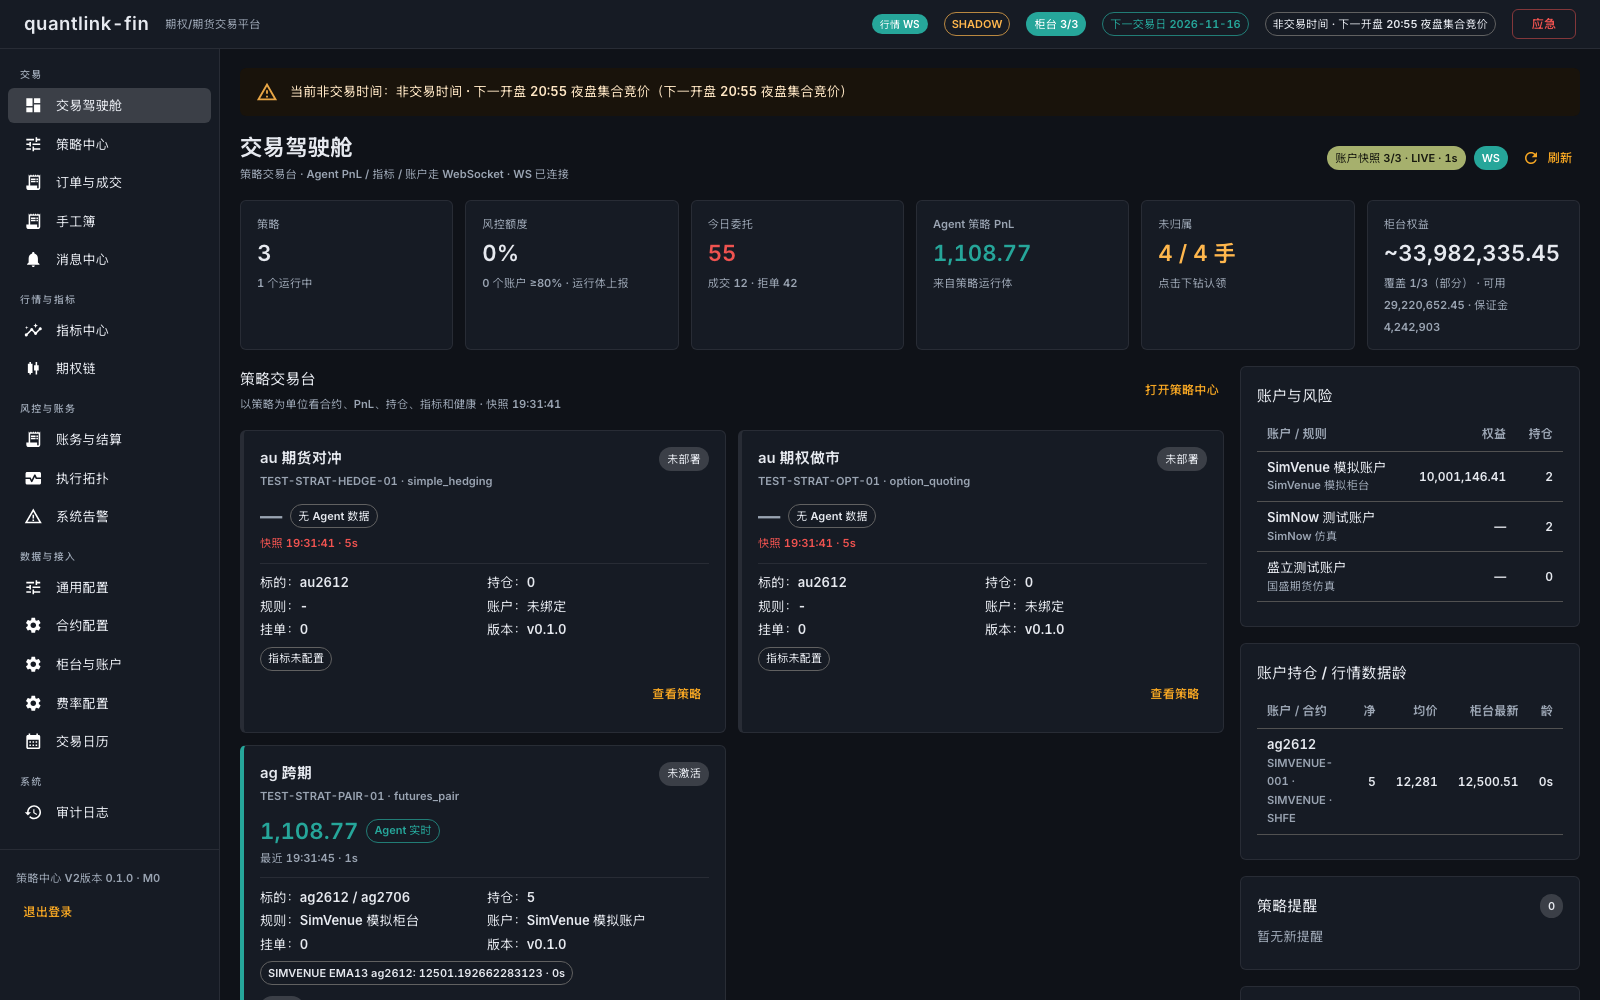 quantlink-fin 期权/期货交易平台 行情 WS SHADOW 柜台 3/3 下一交易日 2026-11-16 非交易时间 · 下一开盘 20:55 夜盘集合竞价 应急
交易
交易驾驶舱
策略中心
订单与成交
手工簿
消息中心
行情与指标
指标中心
期权链
风控与账务
账务与结算
执行拓扑
系统告警
数据与接入
通用配置
合约配置
柜台与账户
费率配置
交易日历
系统
审计日志
策略中心 V2版本 0.1.0 · M0
退出登录
当前非交易时间：非交易时间 · 下一开盘 20:55 夜盘集合竞价（下一开盘 20:55 夜盘集合竞价）
交易驾驶舱
策略交易台 · Agent PnL / 指标 / 账户走 WebSocket · WS 已连接
账户快照 3/3 · LIVE · 1s WS 刷新
策略
3
1 个运行中
风控额度
0%
0 个账户 ≥80% · 运行体上报
今日委托
55
成交 12 · 拒单 42
Agent 策略 PnL
1,108.77
来自策略运行体
未归属
4 / 4 手
点击下钻认领
柜台权益
~33,982,335.45
覆盖 1/3（部分） · 可用
29,220,652.45 · 保证金
4,242,903
策略交易台
以策略为单位看合约、PnL、持仓、指标和健康 · 快照 19:31:41
打开策略中心
au 期货对冲 未部署
TEST-STRAT-HEDGE-01 · simple_hedging
— 无 Agent 数据
快照 19:31:41 · 5s
标的：au2612 持仓：0
规则：- 账户：未绑定
挂单：0 版本：v0.1.0
指标未配置
查看策略
au 期权做市 未部署
TEST-STRAT-OPT-01 · option_quoting
— 无 Agent 数据
快照 19:31:41 · 5s
标的：au2612 持仓：0
规则：- 账户：未绑定
挂单：0 版本：v0.1.0
指标未配置
查看策略
ag 跨期 未激活
TEST-STRAT-PAIR-01 · futures_pair
1,108.77 Agent 实时
最近 19:31:45 · 1s
标的：ag2612 / ag2706 持仓：5
规则：SimVenue 模拟柜台 账户：SimVenue 模拟账户
挂单：0 版本：v0.1.0
SIMVENUE EMA13 ag2612: 12501.192662283123 · 0s
账户与风险
账户 / 规则 权益 持仓
SimVenue 模拟账户
SimVenue 模拟柜台
10,001,146.41 2
SimNow 测试账户
SimNow 仿真
— 2
盛立测试账户
国盛期货仿真
— 0
账户持仓 / 行情数据龄
账户 / 合约 净 均价 柜台最新 龄
ag2612
SIMVENUE-
001 ·
SIMVENUE ·
SHFE
5 12,281 12,500.51 0s
策略提醒 0
暂无新提醒